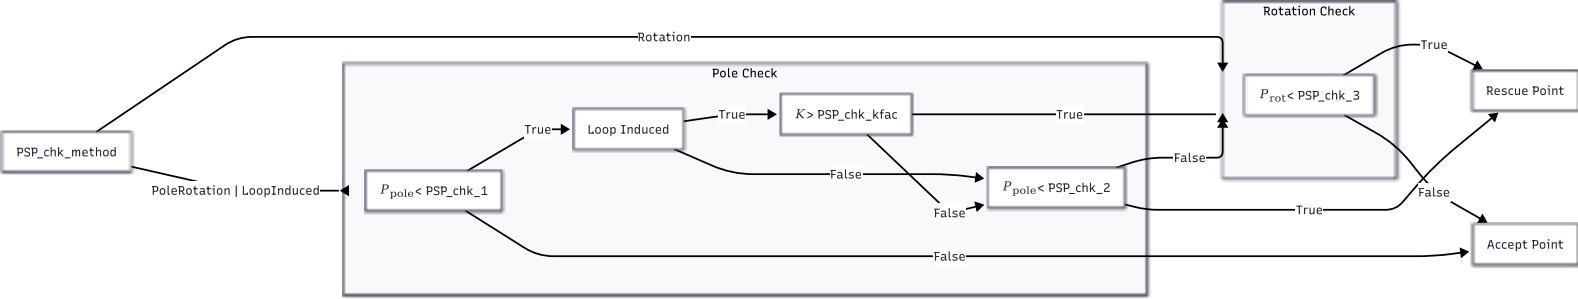 Rotation Check
Rotation
True
Pole Check
Rescue Point
P_rot < PSP_chk_3
True
K > PSP_chk_kfac
True
True
Loop Induced
PSP_chk_method
False
False
P_pole < PSP_chk_2
PoleRotation | LoopInduced
P_pole < PSP_chk_1
False
False
True
Accept Point
False